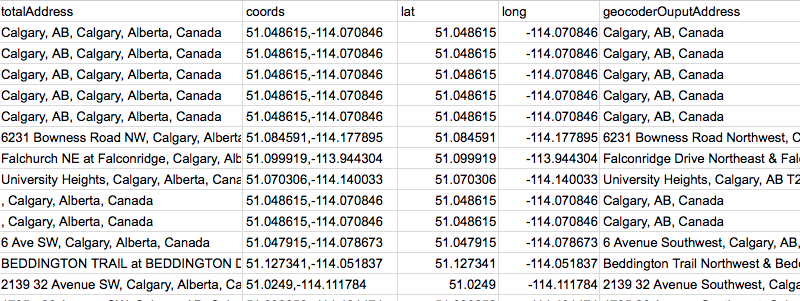 totalAddress coords lat long geocoderOuputAddress
Calgary, AB, Calgary, Alberta, Canada 51.048615,-114.070846 51.048615 -114.070846 Calgary, AB, Canada
Calgary, AB, Calgary, Alberta, Canada 51.048615,-114.070846 51.048615 -114.070846 Calgary, AB, Canada
Calgary, AB, Calgary, Alberta, Canada 51.048615,-114.070846 51.048615 -114.070846 Calgary, AB, Canada
Calgary, AB, Calgary, Alberta, Canada 51.048615,-114.070846 51.048615 -114.070846 Calgary, AB, Canada
Calgary, AB, Calgary, Alberta, Canada 51.048615,-114.070846 51.048615 -114.070846 Calgary, AB, Canada
6231 Bowness Road NW, Calgary, Alberta 51.084591,-114.177895 51.084591 -114.177895 6231 Bowness Road Northwest, C
Falchurch NE at Falconridge, Calgary, Alb 51.099919,-113.944304 51.099919 -113.944304 Falconridge Drive Northeast & Fal
University Heights, Calgary, Alberta, Cana 51.070306,-114.140033 51.070306 -114.140033 University Heights, Calgary, AB T2
, Calgary, Alberta, Canada 51.048615,-114.070846 51.048615 -114.070846 Calgary, AB, Canada
, Calgary, Alberta, Canada 51.048615,-114.070846 51.048615 -114.070846 Calgary, AB, Canada
6 Ave SW, Calgary, Alberta, Canada 51.047915,-114.078673 51.047915 -114.078673 6 Avenue Southwest, Calgary, AB,
BEDDINGTON TRAIL at BEDDINGTON D 51.127341,-114.051837 51.127341 -114.051837 Beddington Trail Northwest & Bedd
2139 32 Avenue SW, Calgary, Alberta, Ca 51.0249,-114.111784 51.0249 -114.111784 2139 32 Avenue Southwest, Calga